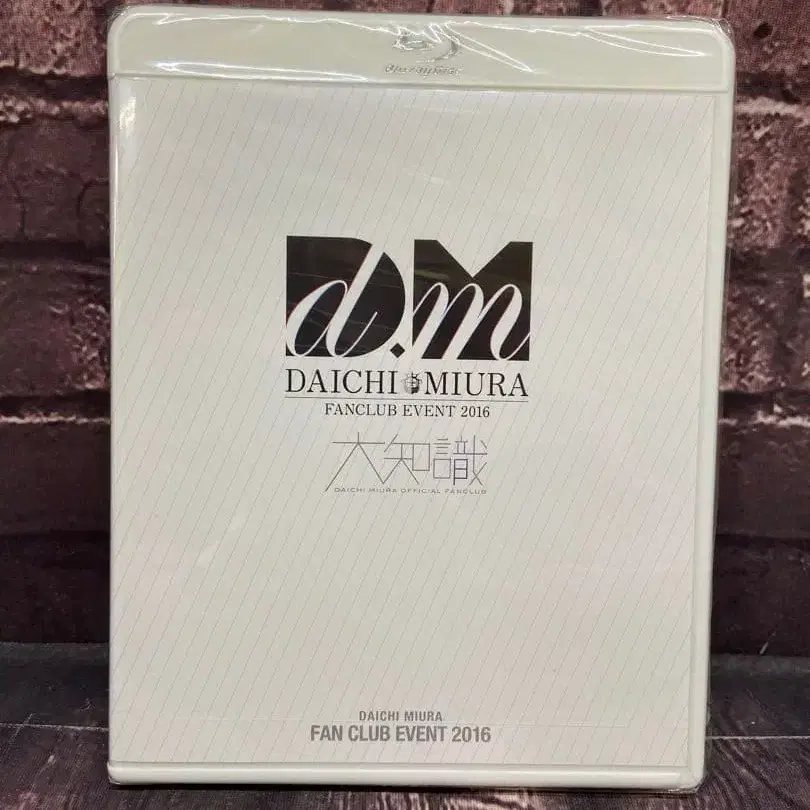 Blu-ray Disc
D.M
d.m
DAICHI MIURA
FANCLUB EVENT 2016
大知識
DAICHI MIURA OFFICIAL FANCLUB
DAICHI MIURA
FAN CLUB EVENT 2016